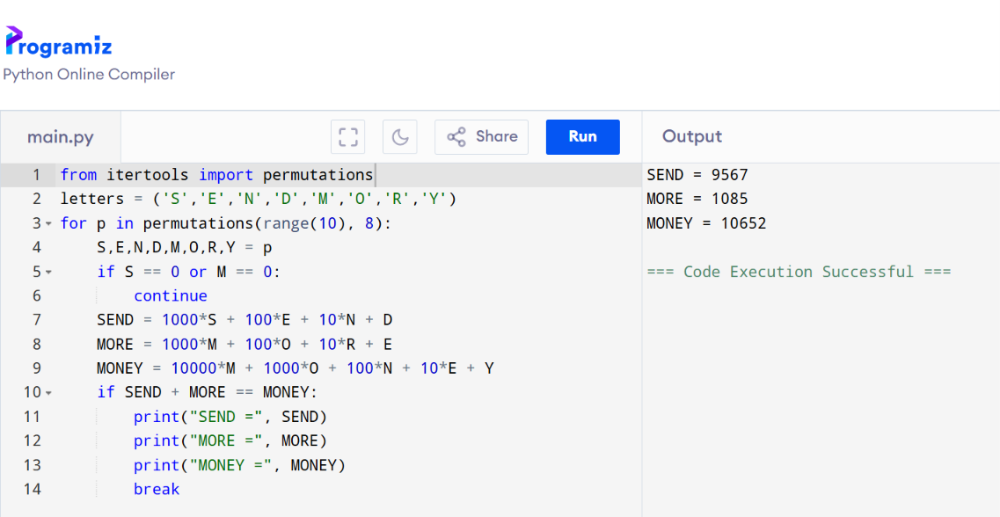 Programiz
Python Online Compiler
main.py
Share
Run
Output
1 from itertools import permutations
2 letters = ('S','E','N','D','M','O','R','Y')
3 for p in permutations(range(10), 8):
4     S,E,N,D,M,O,R,Y = p
5     if S == 0 or M == 0:
6         continue
7     SEND = 1000*S + 100*E + 10*N + D
8     MORE = 1000*M + 100*O + 10*R + E
9     MONEY = 10000*M + 1000*O + 100*N + 10*E + Y
10     if SEND + MORE == MONEY:
11         print("SEND =", SEND)
12         print("MORE =", MORE)
13         print("MONEY =", MONEY)
14         break
SEND = 9567
MORE = 1085
MONEY = 10652
=== Code Execution Successful ===